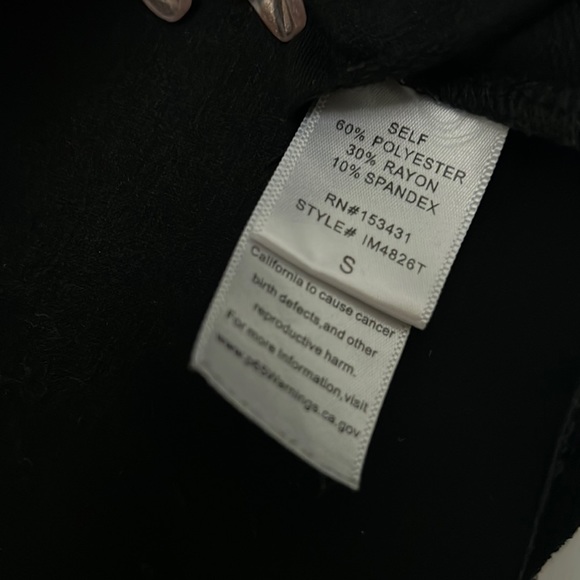 SELF
60% POLYESTER
30% RAYON
10% SPANDEX
RN#153431
STYLE# IM4826T
S
California to cause cancer
birth defects,and other
reproductive harm.
For more information,visit
www.p65Warnings.ca.gov